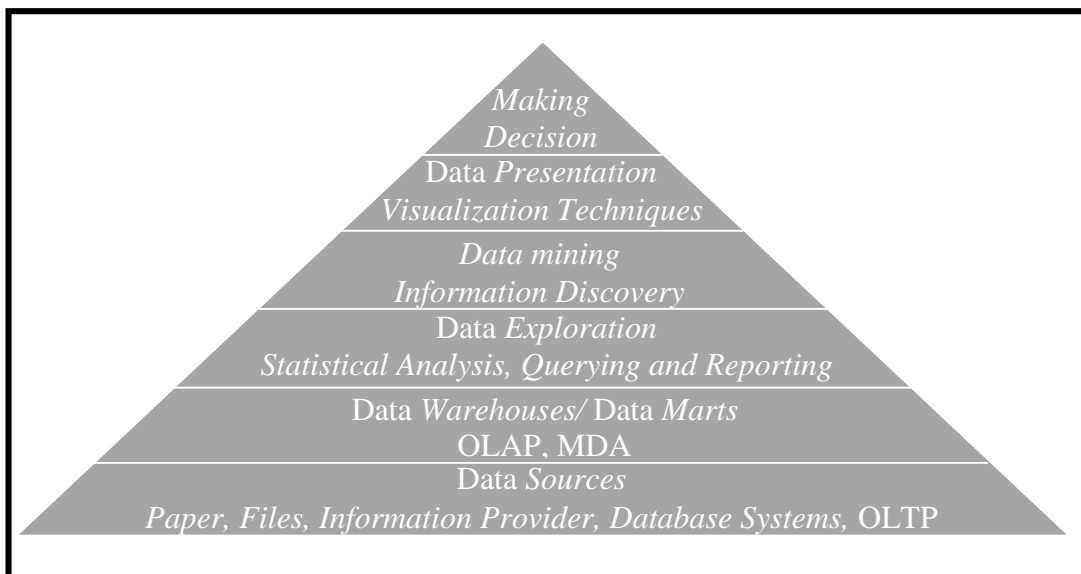 Making
Decision
Data Presentation
Visualization Techniques
Data mining
Information Discovery
Data Exploration
Statistical Analysis, Querying and Reporting
Data Warehouses/ Data Marts
OLAP, MDA
Data Sources
Paper, Files, Information Provider, Database Systems, OLTP